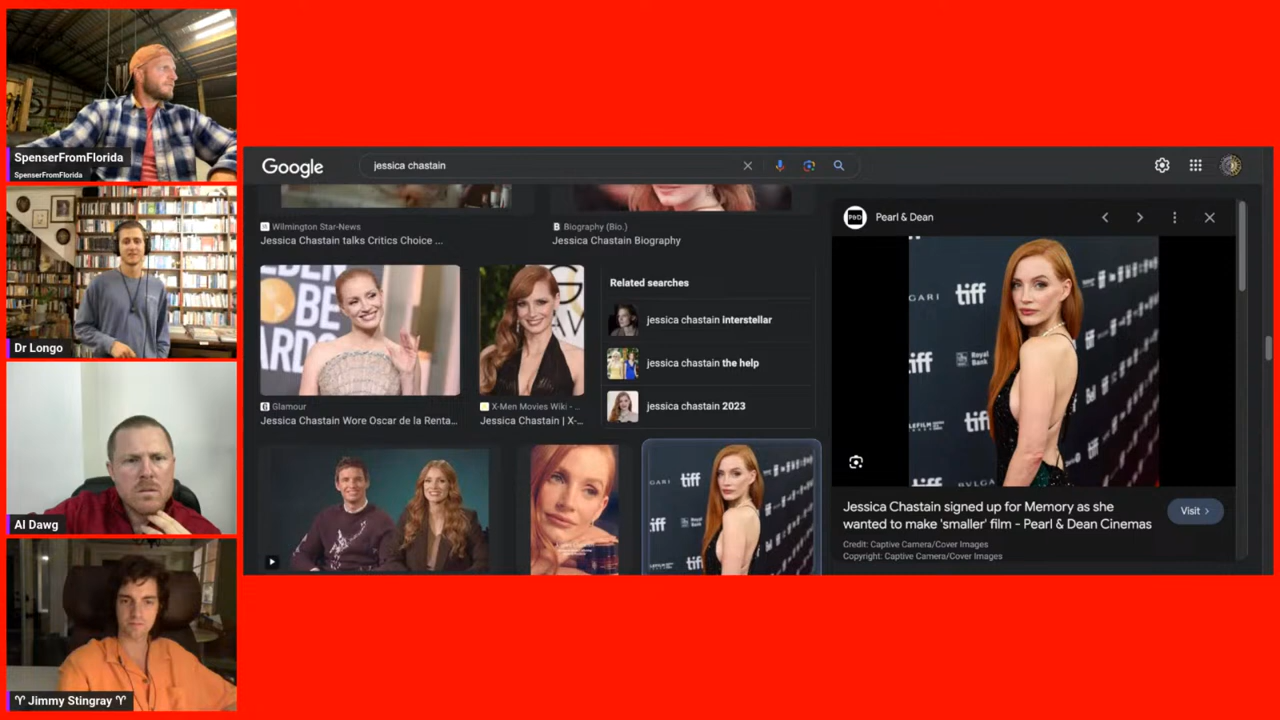 SpenserFromFlorida
SpenserFromFlorida
Dr Longo
Al Dawg
♈ Jimmy Stingray ♈
Google
jessica chastain
Wilmington Star-News
Jessica Chastain talks Critics Choice ...
B Biography (Bio.)
Jessica Chastain Biography
Related searches
jessica chastain interstellar
jessica chastain the help
jessica chastain 2023
G Glamour
Jessica Chastain Wore Oscar de la Renta...
X-Men Movies Wiki - ...
Jessica Chastain | X-...
tiff
P&D
Pearl & Dean
GARI
tiff
Royal Bank
BVLGA
Jessica Chastain signed up for Memory as she
wanted to make 'smaller' film - Pearl & Dean Cinemas
Visit >
Credit: Captive Camera/Cover Images
Copyright: Captive Camera/Cover Images